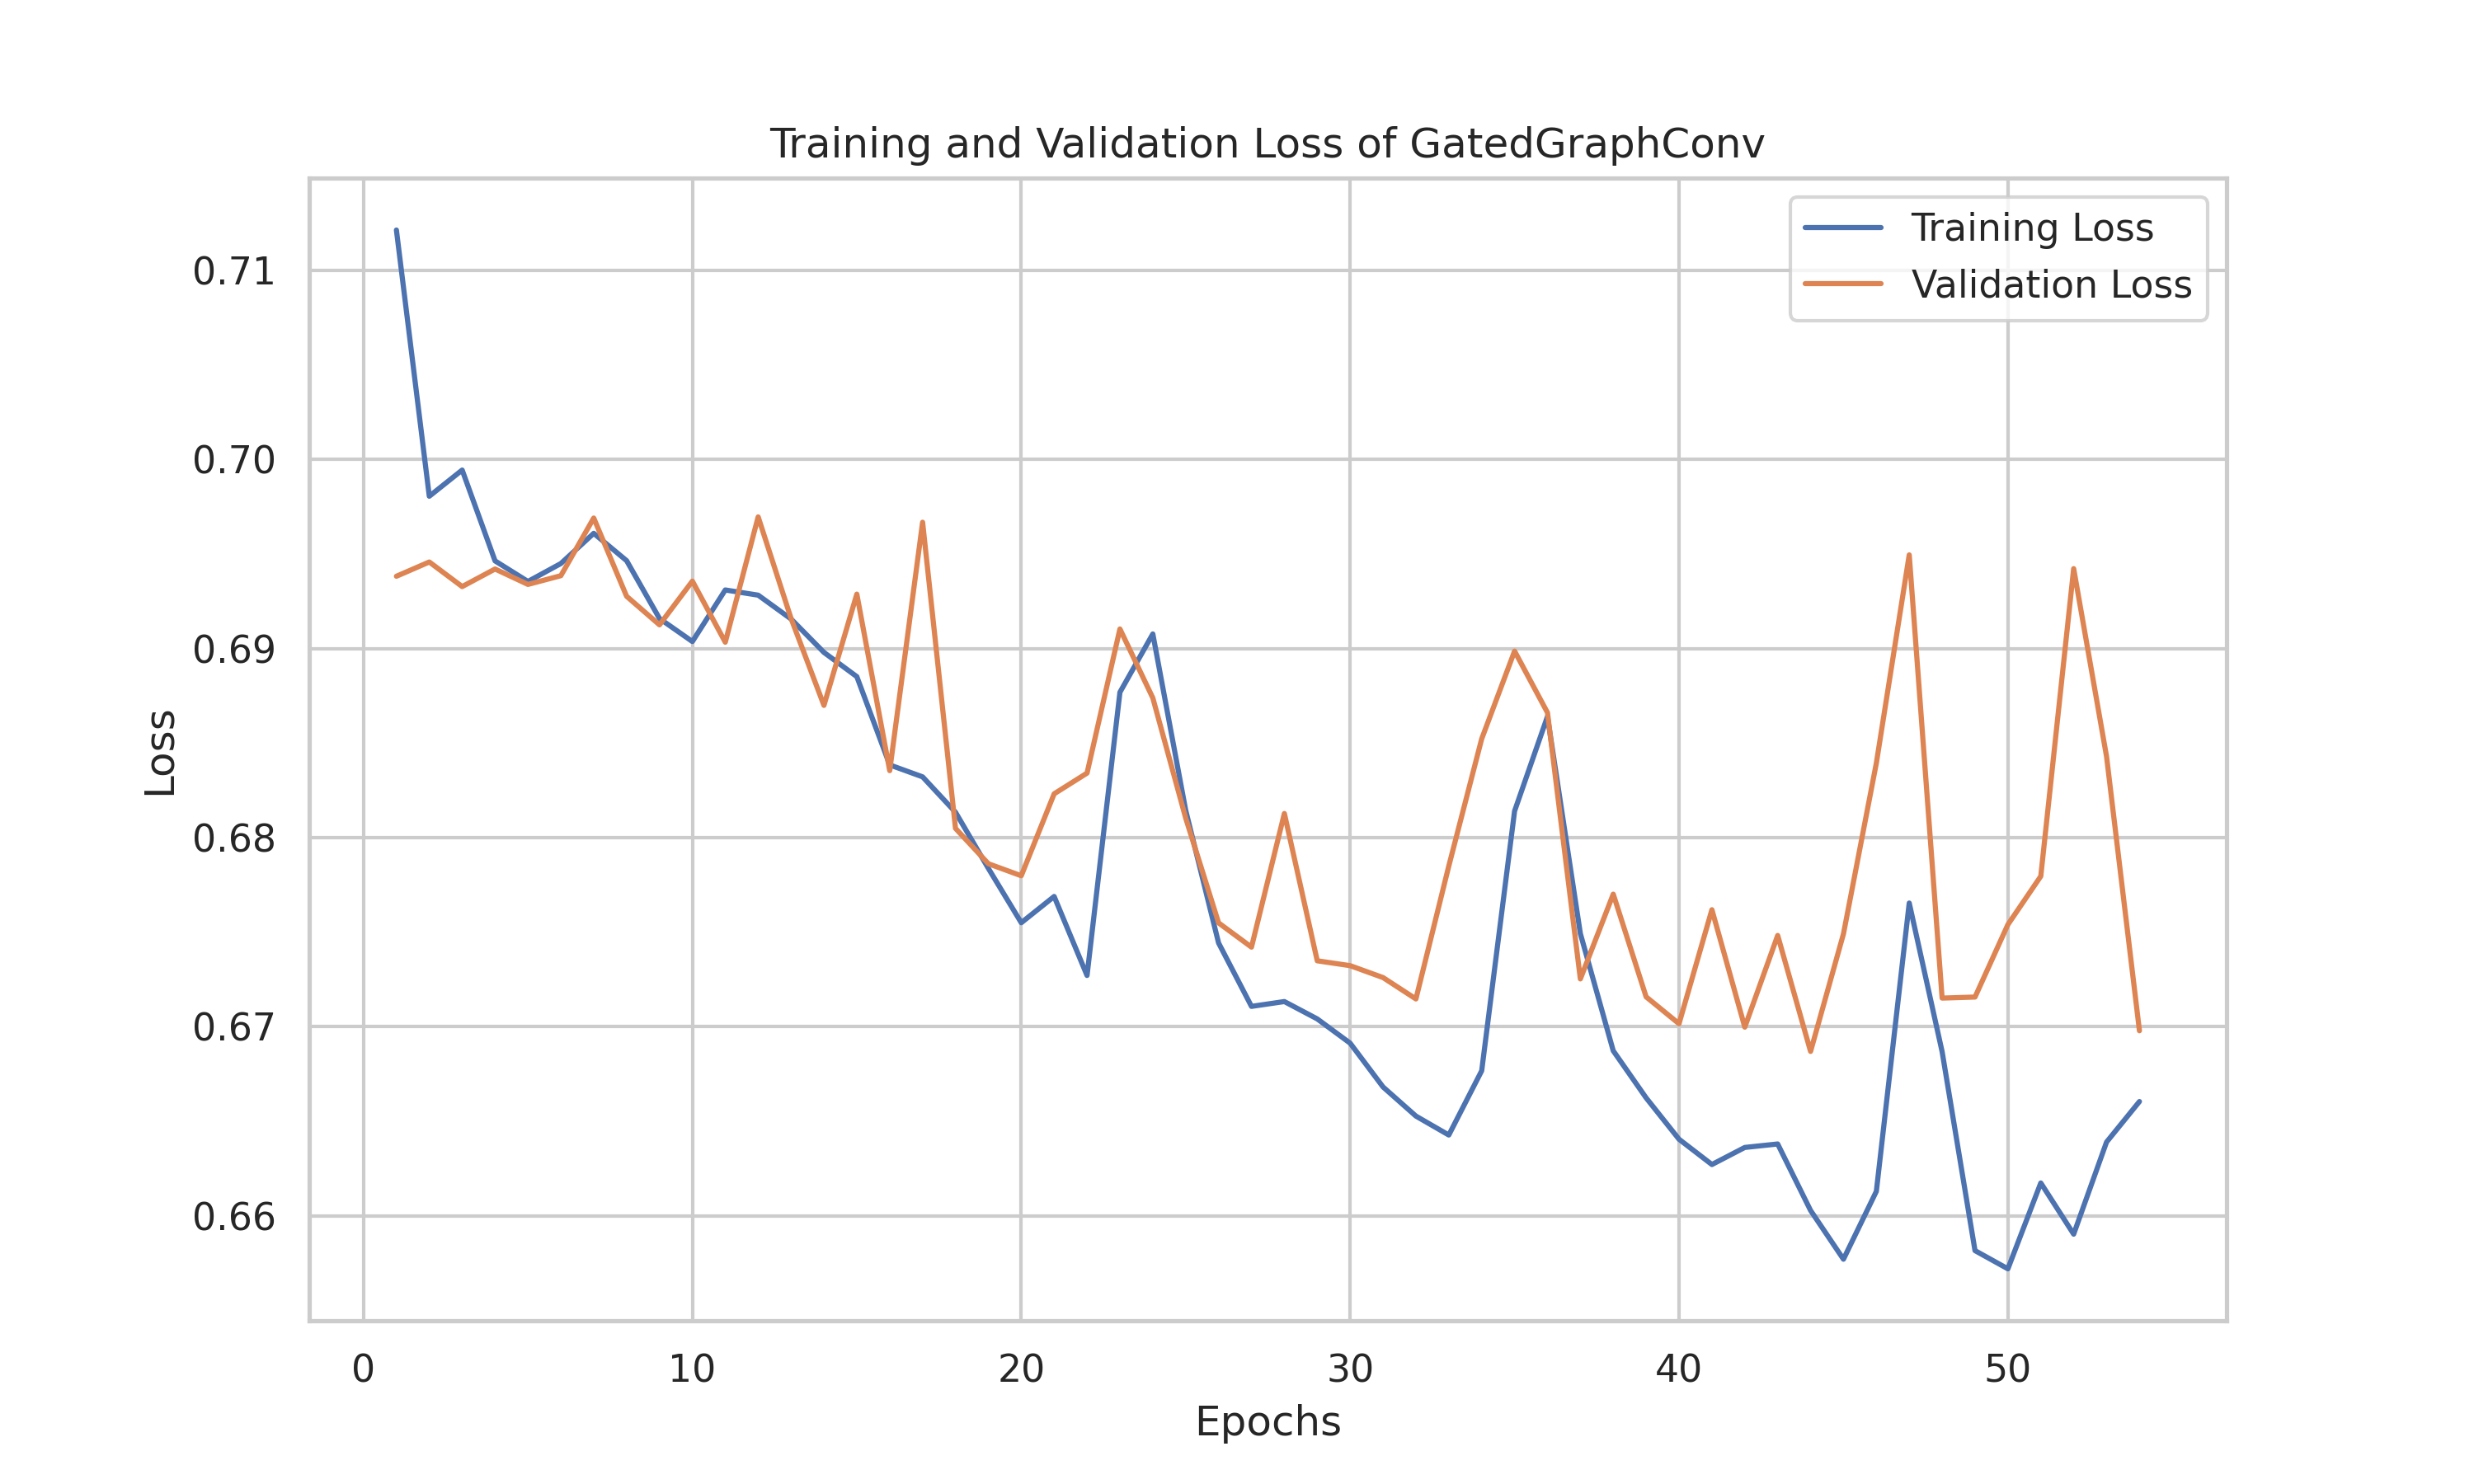 Training and Validation Loss of GatedGraphConv
Training Loss
Validation Loss
0.71
0.70
0.69
0.68
0.67
0.66
Loss
0 10 20 30 40 50
Epochs